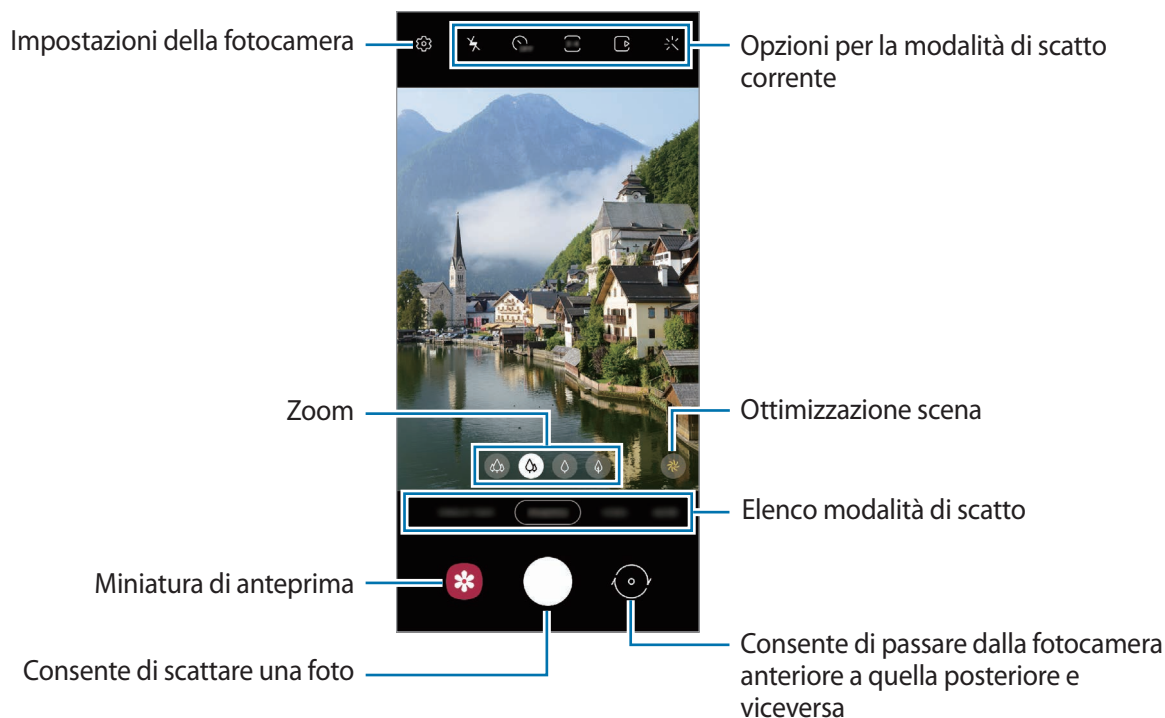 Impostazioni della fotocamera
Opzioni per la modalità di scatto
corrente
Zoom
Ottimizzazione scena
Elenco modalità di scatto
Miniatura di anteprima
Consente di scattare una foto
Consente di passare dalla fotocamera
anteriore a quella posteriore e
viceversa